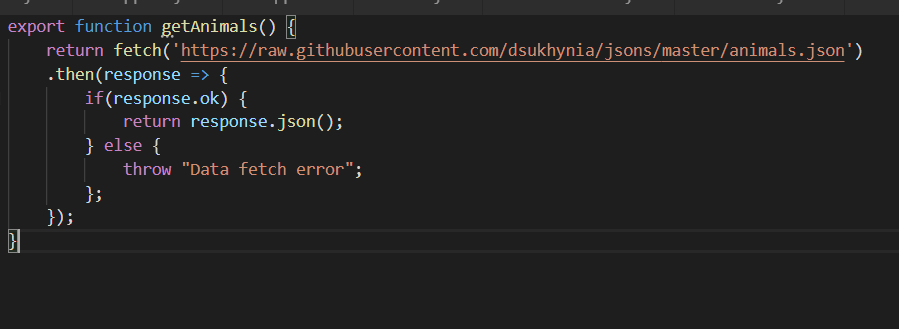 export function getAnimals() {
    return fetch('https://raw.githubusercontent.com/dsukhynia/jsons/master/animals.json')
    .then(response => {
        if(response.ok) {
            return response.json();
        } else {
            throw "Data fetch error";
        };
    });
}